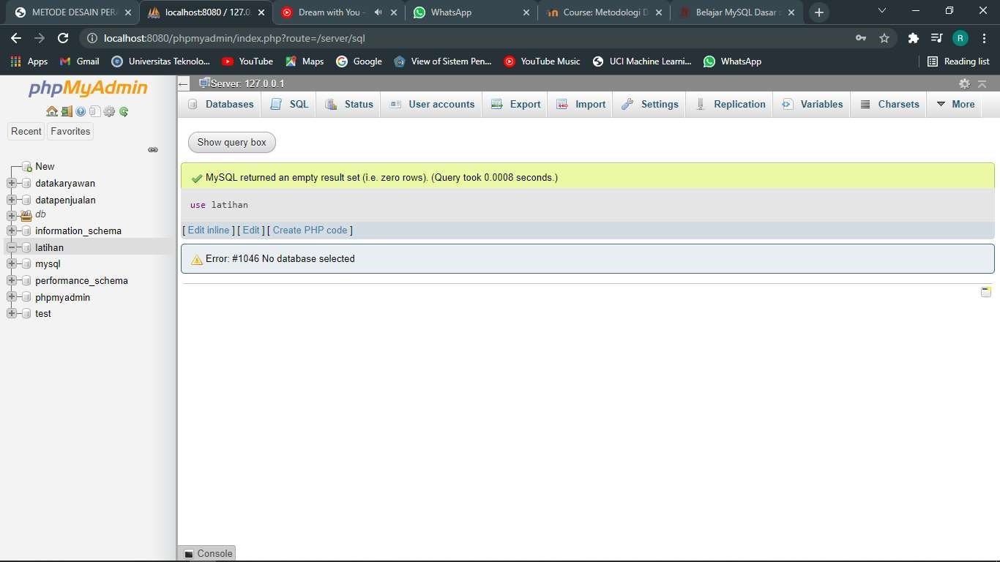 METODE DESAIN PERA
localhost:8080 / 127.0.
Dream with You -
WhatsApp
Course: Metodologi D
Belajar MySQL Dasar
localhost:8080/phpmyadmin/index.php?route=/server/sql
R
Apps
Gmail
Universitas Teknolo...
YouTube
Maps
Google
View of Sistem Pen...
YouTube Music
UCI Machine Learni...
WhatsApp
Reading list
phpMyAdmin
Recent
Favorites
New
datakaryawan
datapenjualan
db
information_schema
latihan
mysql
performance_schema
phpmyadmin
test
Server: 127.0.0.1
Databases
SQL
Status
User accounts
Export
Import
Settings
Replication
Variables
Charsets
More
Show query box
MySQL returned an empty result set (i.e. zero rows). (Query took 0.0008 seconds.)
use latihan
[ Edit inline ] [ Edit ] [ Create PHP code ]
Error: #1046 No database selected
Console